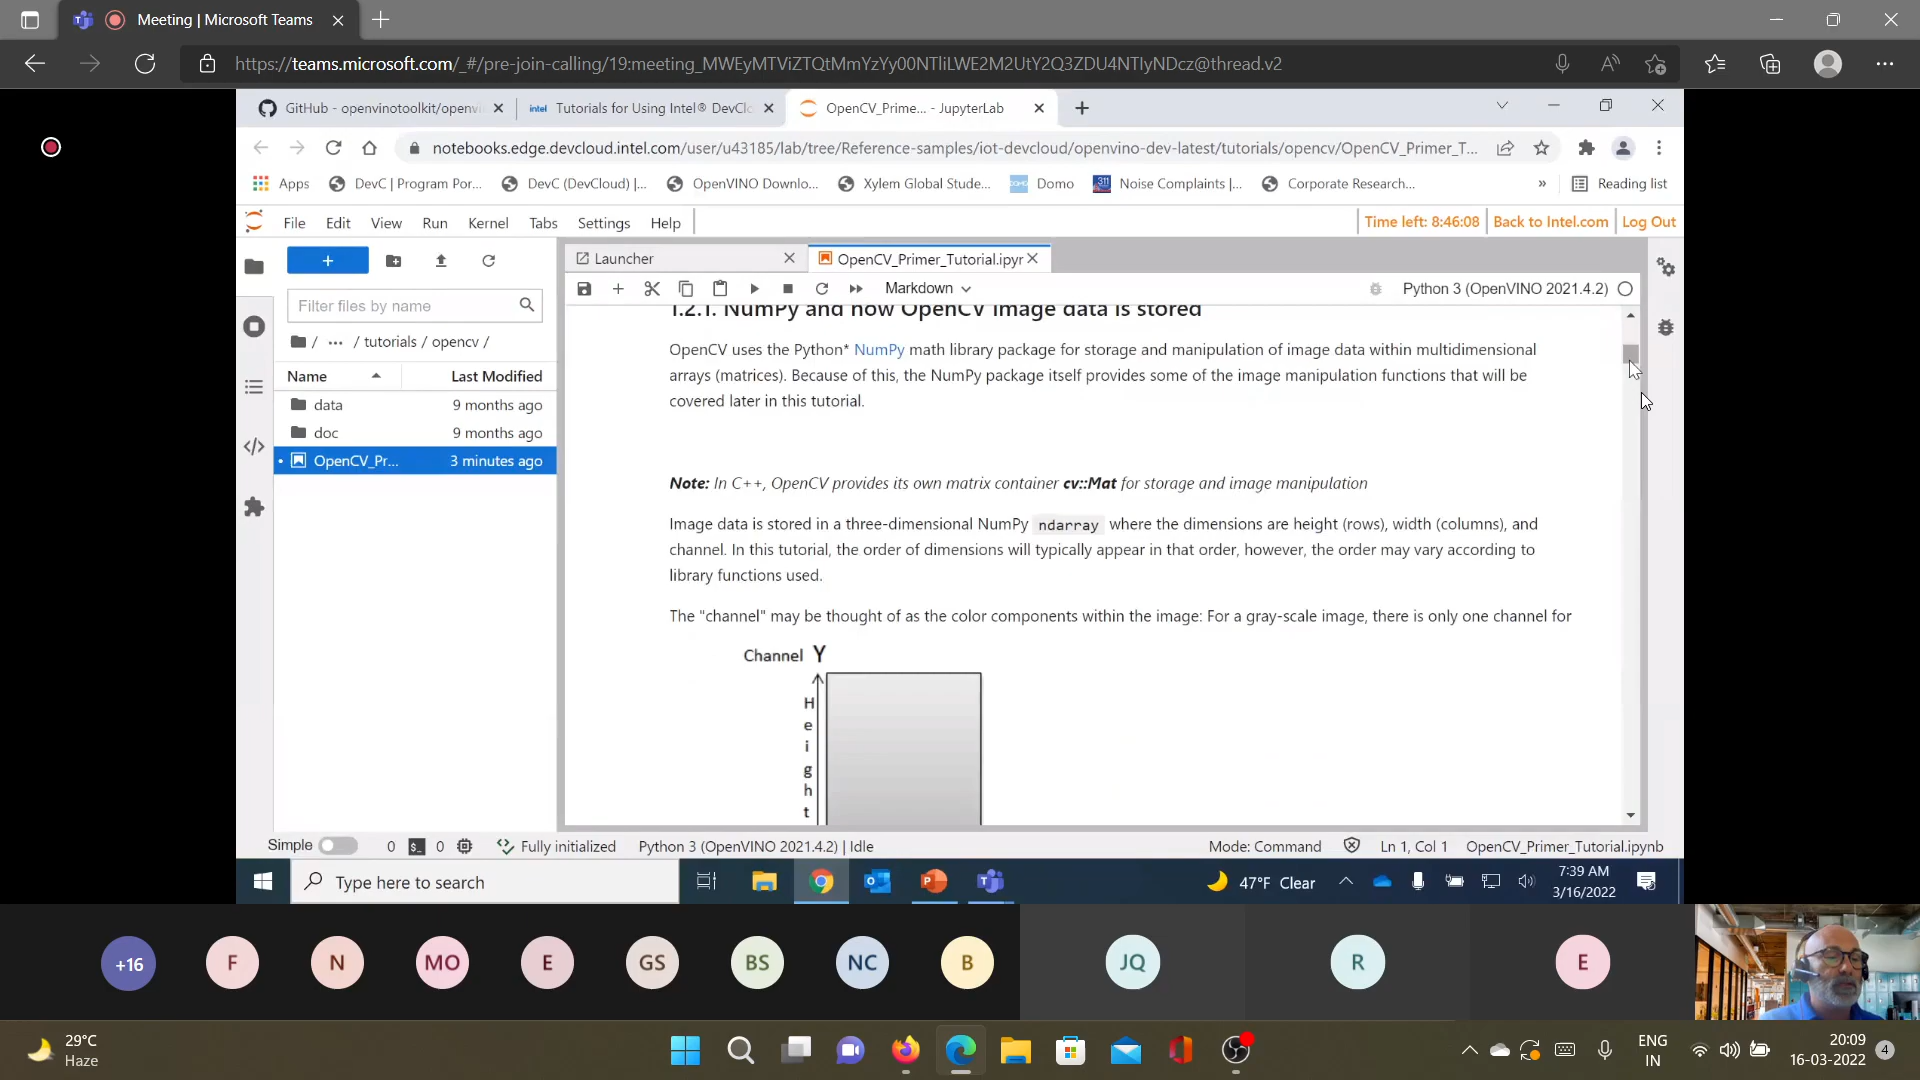 Meeting | Microsoft Teams
https://teams.microsoft.com/_#/pre-join-calling/19:meeting_MWEyMTViZTQtMmYzYy00NTliLWE2M2UtY2Q3ZDU4NTIyNDcz@thread.v2
GitHub - openvinotoolkit/openvi
intel Tutorials for Using Intel® DevClo
OpenCV_Prime... - JupyterLab
notebooks.edge.devcloud.intel.com/user/u43185/lab/tree/Reference-samples/iot-devcloud/openvino-dev-latest/tutorials/opencv/OpenCV_Primer_T...
Apps
DevC | Program Por...
DevC (DevCloud) |...
OpenVINO Downlo...
Xylem Global Stude...
Domo
311 Noise Complaints |...
Corporate Research...
»
Reading list
File Edit View Run Kernel Tabs Settings Help
Time left: 8:46:08 Back to Intel.com Log Out
Launcher
OpenCV_Primer_Tutorial.ipyr
Filter files by name
/ ... / tutorials / opencv /
Name Last Modified
data 9 months ago
doc 9 months ago
OpenCV_Pr... 3 minutes ago
Markdown
Python 3 (OpenVINO 2021.4.2)
1.2.1. NumPy and how OpenCV image data is stored
OpenCV uses the Python* NumPy math library package for storage and manipulation of image data within multidimensional
arrays (matrices). Because of this, the NumPy package itself provides some of the image manipulation functions that will be
covered later in this tutorial.
Note: In C++, OpenCV provides its own matrix container cv::Mat for storage and image manipulation
Image data is stored in a three-dimensional NumPy ndarray where the dimensions are height (rows), width (columns), and
channel. In this tutorial, the order of dimensions will typically appear in that order, however, the order may vary according to
library functions used.
The "channel" may be thought of as the color components within the image: For a gray-scale image, there is only one channel for
Channel Y
Height
Simple 0 0 Fully initialized Python 3 (OpenVINO 2021.4.2) | Idle
Mode: Command Ln 1, Col 1 OpenCV_Primer_Tutorial.ipynb
Type here to search
47°F Clear
7:39 AM
3/16/2022
+16 F N MO E GS BS NC B JQ R E
29°C
Haze
ENG
IN
20:09
16-03-2022
4